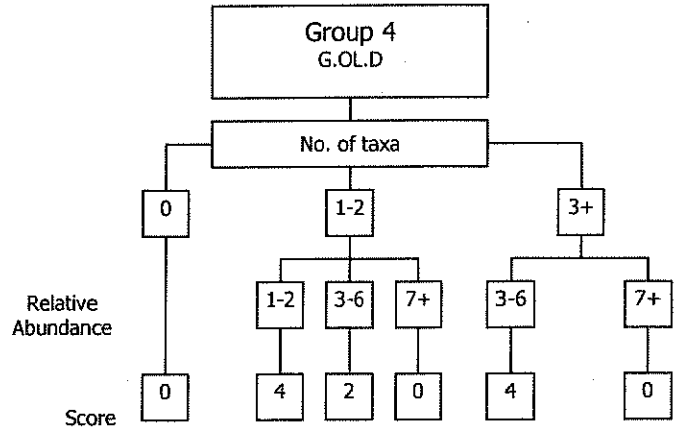 Group 4
G.OL.D
No. of taxa
0 1-2 3+
Relative
Abundance
1-2 3-6 7+ 3-6 7+
Score
0 4 2 0 4 0